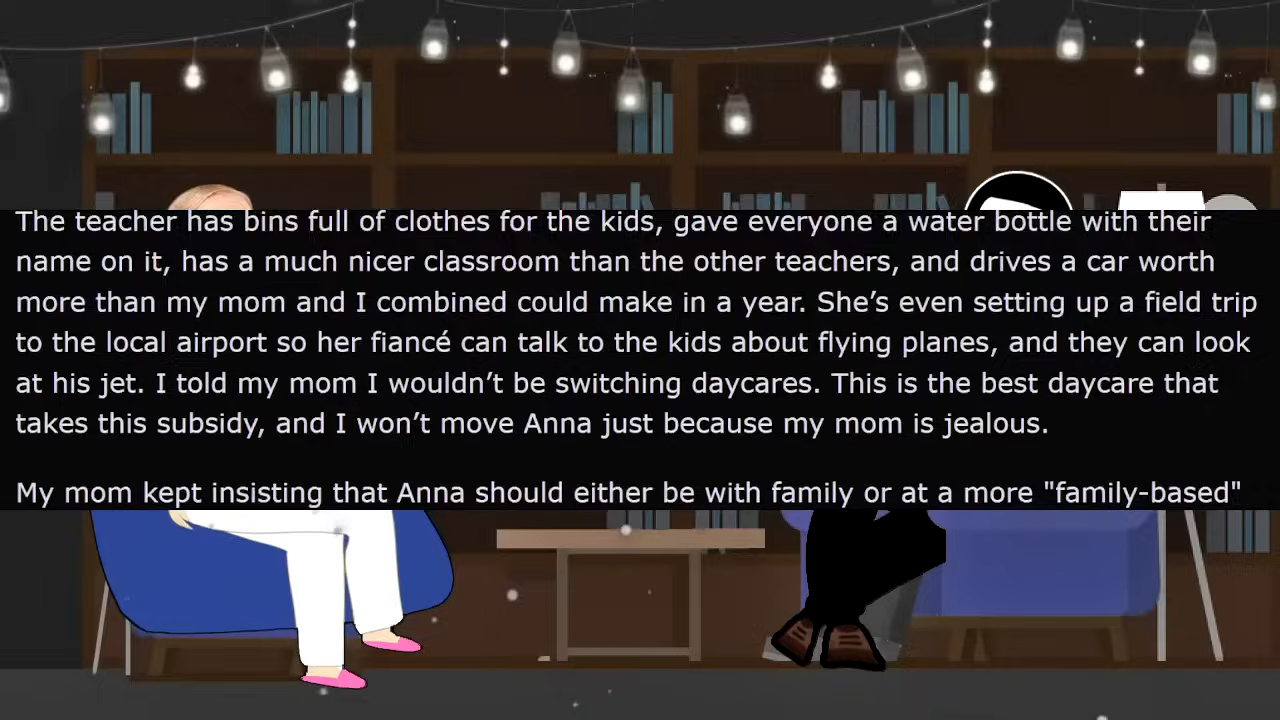 The teacher has bins full of clothes for the kids, gave everyone a water bottle with their
name on it, has a much nicer classroom than the other teachers, and drives a car worth
more than my mom and I combined could make in a year. She’s even setting up a field trip
to the local airport so her fiancé can talk to the kids about flying planes, and they can look
at his jet. I told my mom I wouldn’t be switching daycares. This is the best daycare that
takes this subsidy, and I won’t move Anna just because my mom is jealous.
My mom kept insisting that Anna should either be with family or at a more "family-based"